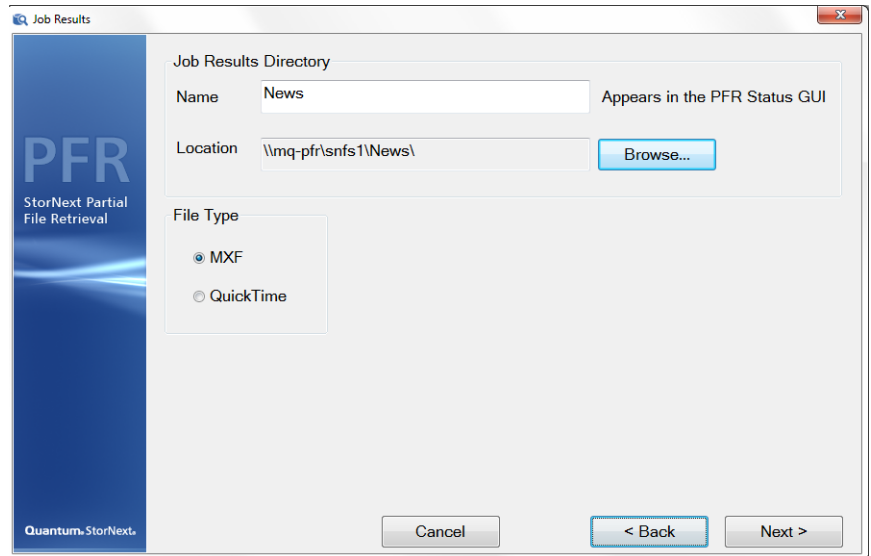 Job Results
x
Job Results Directory
Name
News
Appears in the PFR Status GUI
Location
\\mq-pfr\snfs1\News\
Browse...
PFR
StorNext Partial
File Retrieval
File Type
MXF
QuickTime
Quantum. StorNext.
Cancel
< Back
Next >